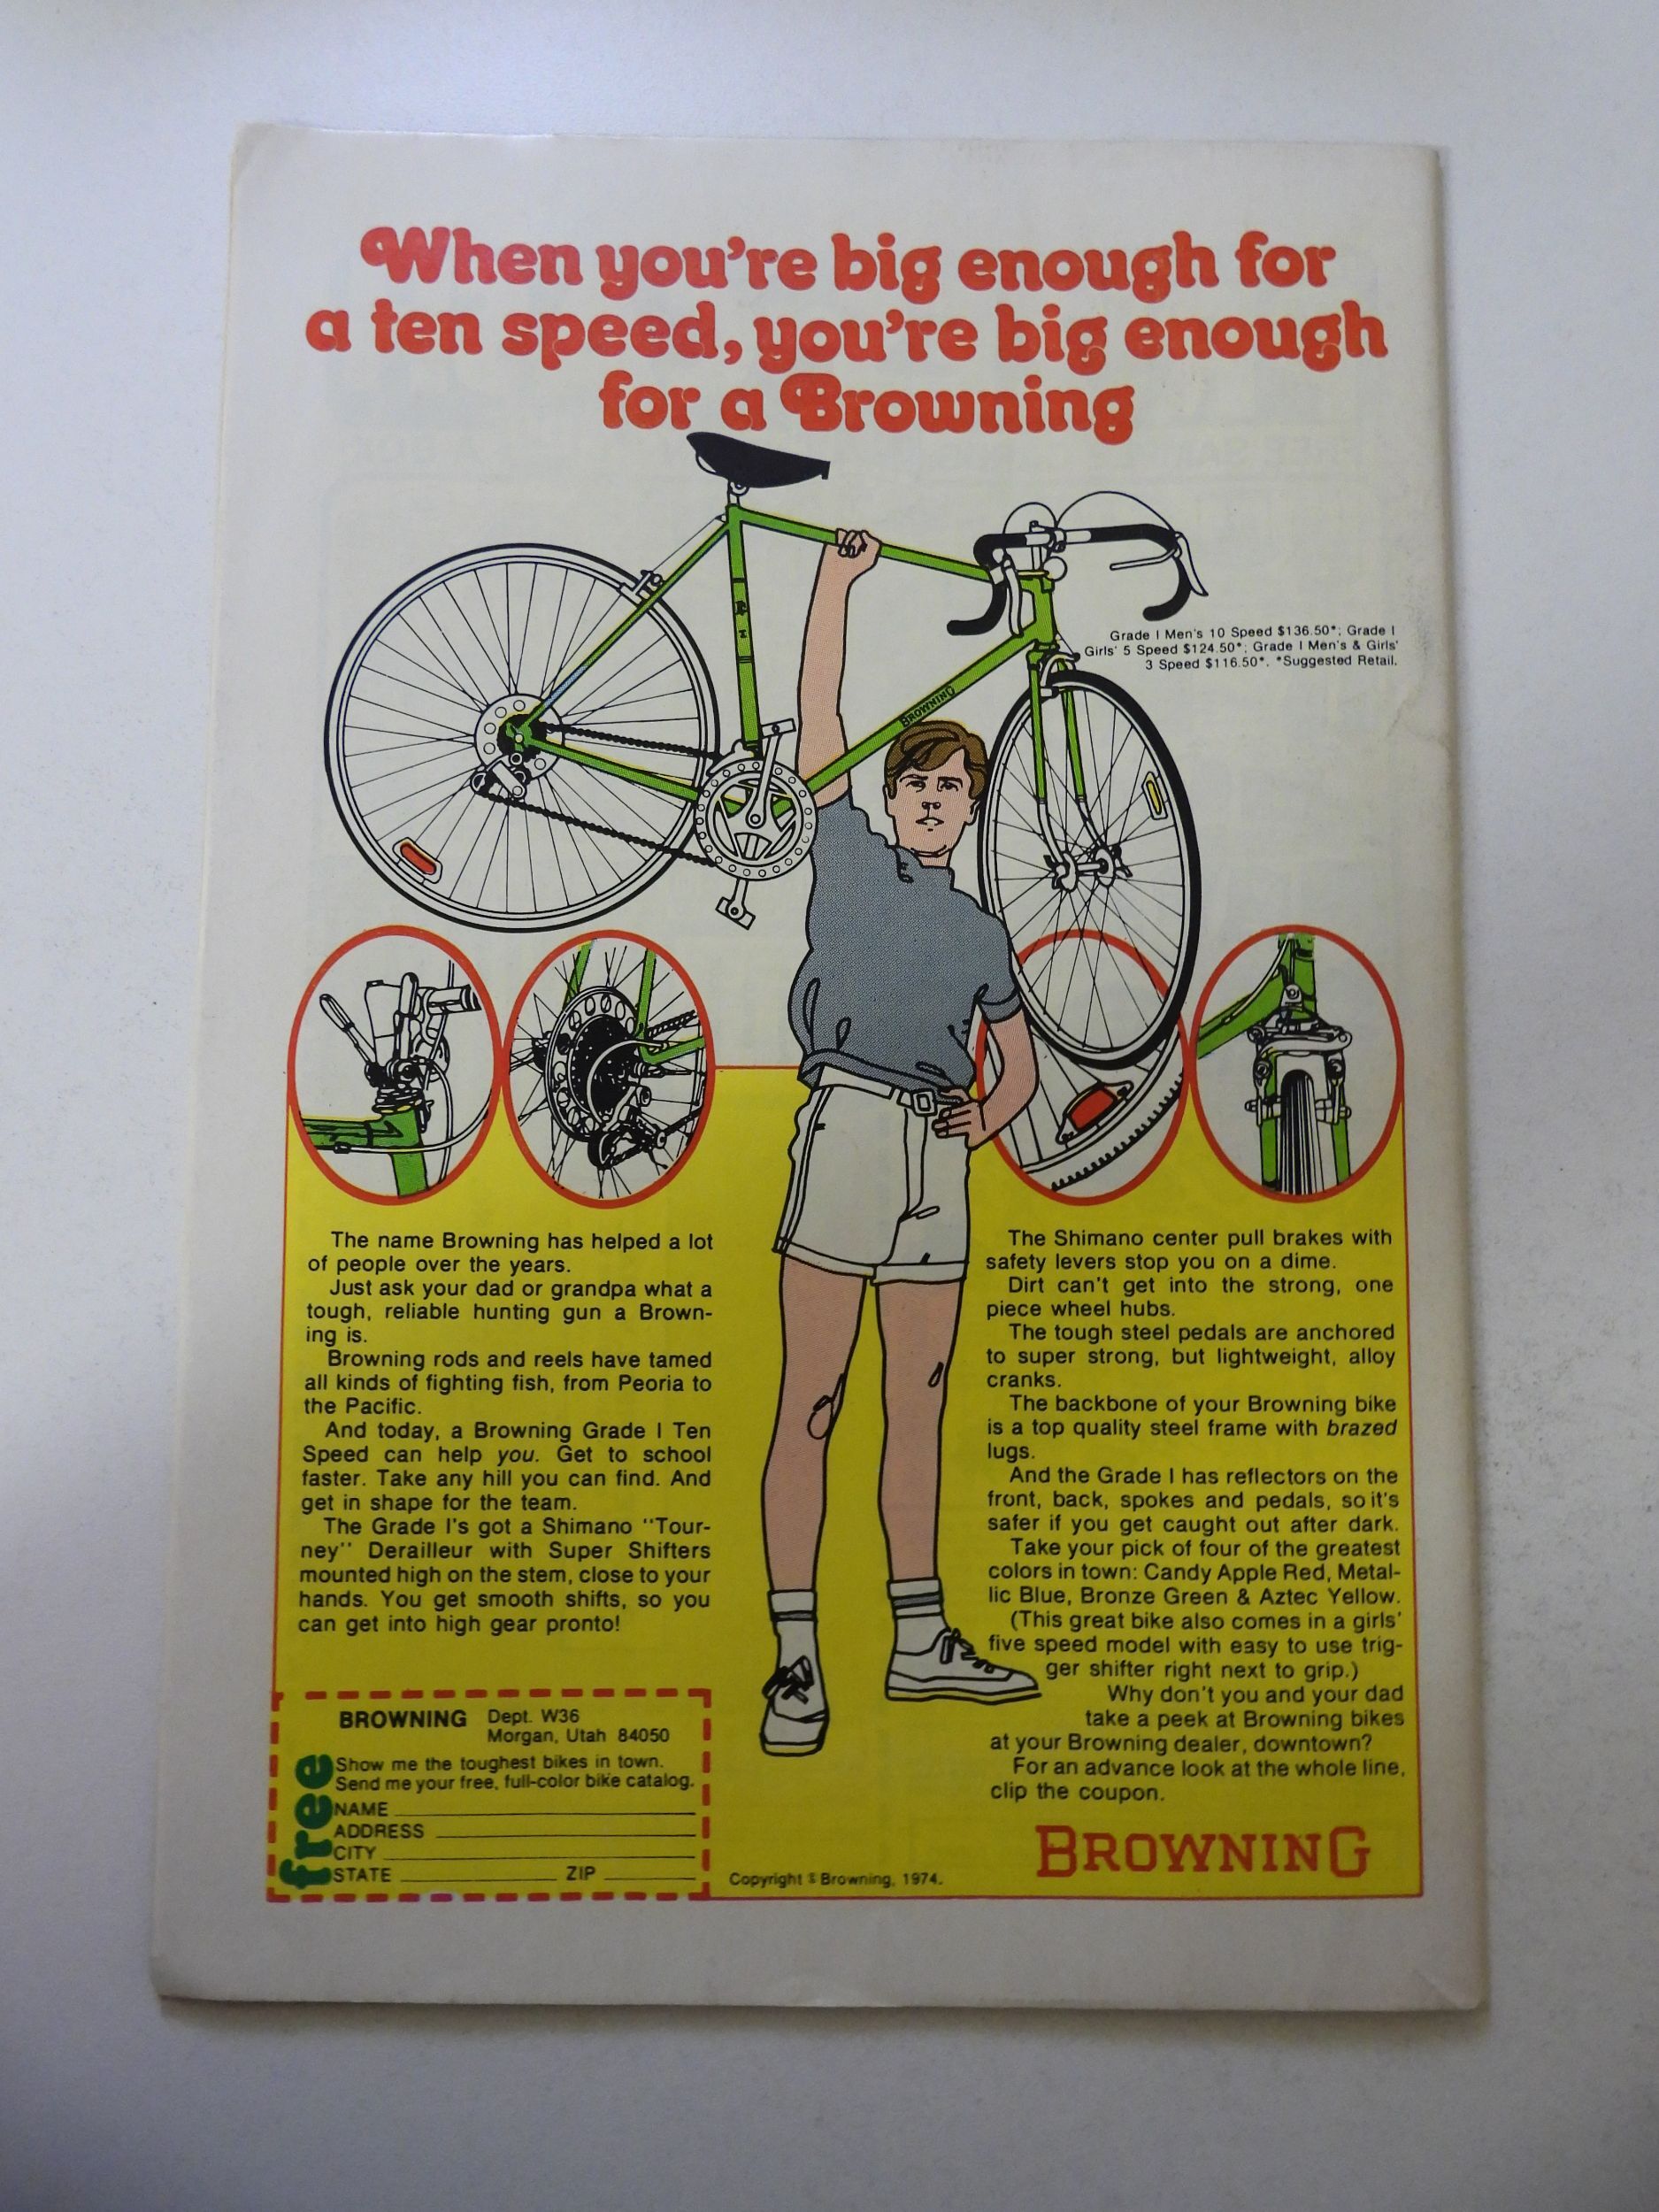 When you're big enough for
a ten speed, you're big enough
for a Browning
Grade I Men's 10 Speed $136.50*; Grade I
Girls' 5 Speed $124.50*; Grade I Men's & Girls'
3 Speed $116.50*. *Suggested Retail.
BROWNING
The name Browning has helped a lot
of people over the years.
Just ask your dad or grandpa what a
tough, reliable hunting gun a Brown-
ing is.
Browning rods and reels have tamed
all kinds of fighting fish, from Peoria to
the Pacific.
And today, a Browning Grade I Ten
Speed can help you. Get to school
faster. Take any hill you can find. And
get in shape for the team.
The Grade I's got a Shimano "Tour-
ney" Derailleur with Super Shifters
mounted high on the stem, close to your
hands. You get smooth shifts, so you
can get into high gear pronto!
The Shimano center pull brakes with
safety levers stop you on a dime.
Dirt can't get into the strong, one
piece wheel hubs.
The tough steel pedals are anchored
to super strong, but lightweight, alloy
cranks.
The backbone of your Browning bike
is a top quality steel frame with brazed
lugs.
And the Grade I has reflectors on the
front, back, spokes and pedals, so it's
safer if you get caught out after dark.
Take your pick of four of the greatest
colors in town: Candy Apple Red, Metal-
lic Blue, Bronze Green & Aztec Yellow.
(This great bike also comes in a girls'
five speed model with easy to use trig-
ger shifter right next to grip.)
Why don't you and your dad
take a peek at Browning bikes
at your Browning dealer, downtown?
For an advance look at the whole line,
clip the coupon.
BROWNING
BROWNING Dept. W36
Morgan, Utah 84050
free
Show me the toughest bikes in town.
Send me your free, full-color bike catalog.
NAME
ADDRESS
CITY
STATE ZIP
Copyright © Browning, 1974.